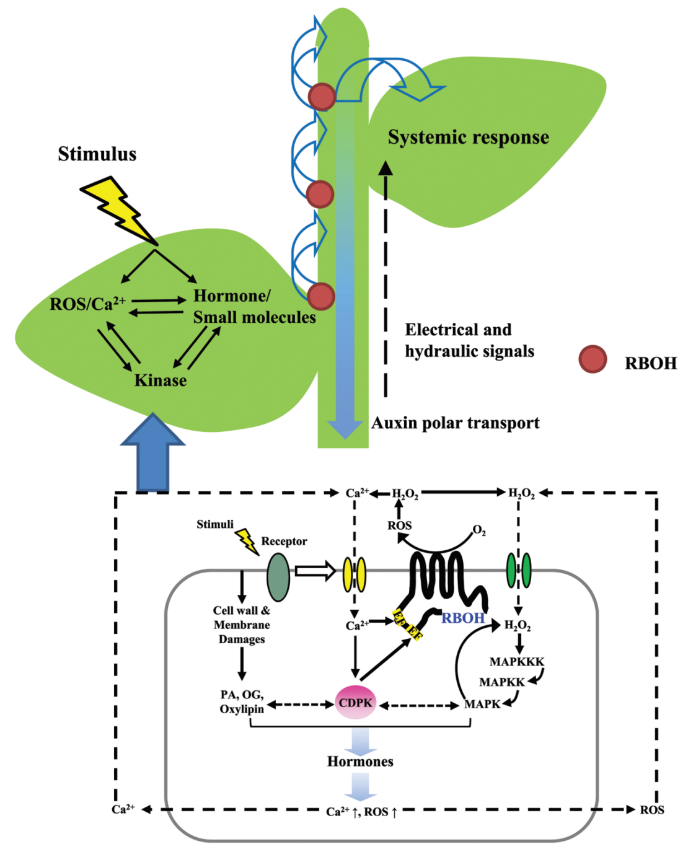 Stimulus
Systemic response
ROS/Ca²⁺
Hormone/
Small molecules
Kinase
Electrical and
hydraulic signals
RBOH
Auxin polar transport
Ca²⁺
H₂O₂
H₂O₂
Stimuli
Receptor
ROS
O₂
Cell wall &
Membrane
Damages
Ca²⁺
EF
EF
RBOH
H₂O₂
MAPKKK
MAPKK
PA, OG,
Oxylipin
CDPK
MAPK
Hormones
Ca²⁺
Ca²⁺ ↑, ROS ↑
ROS